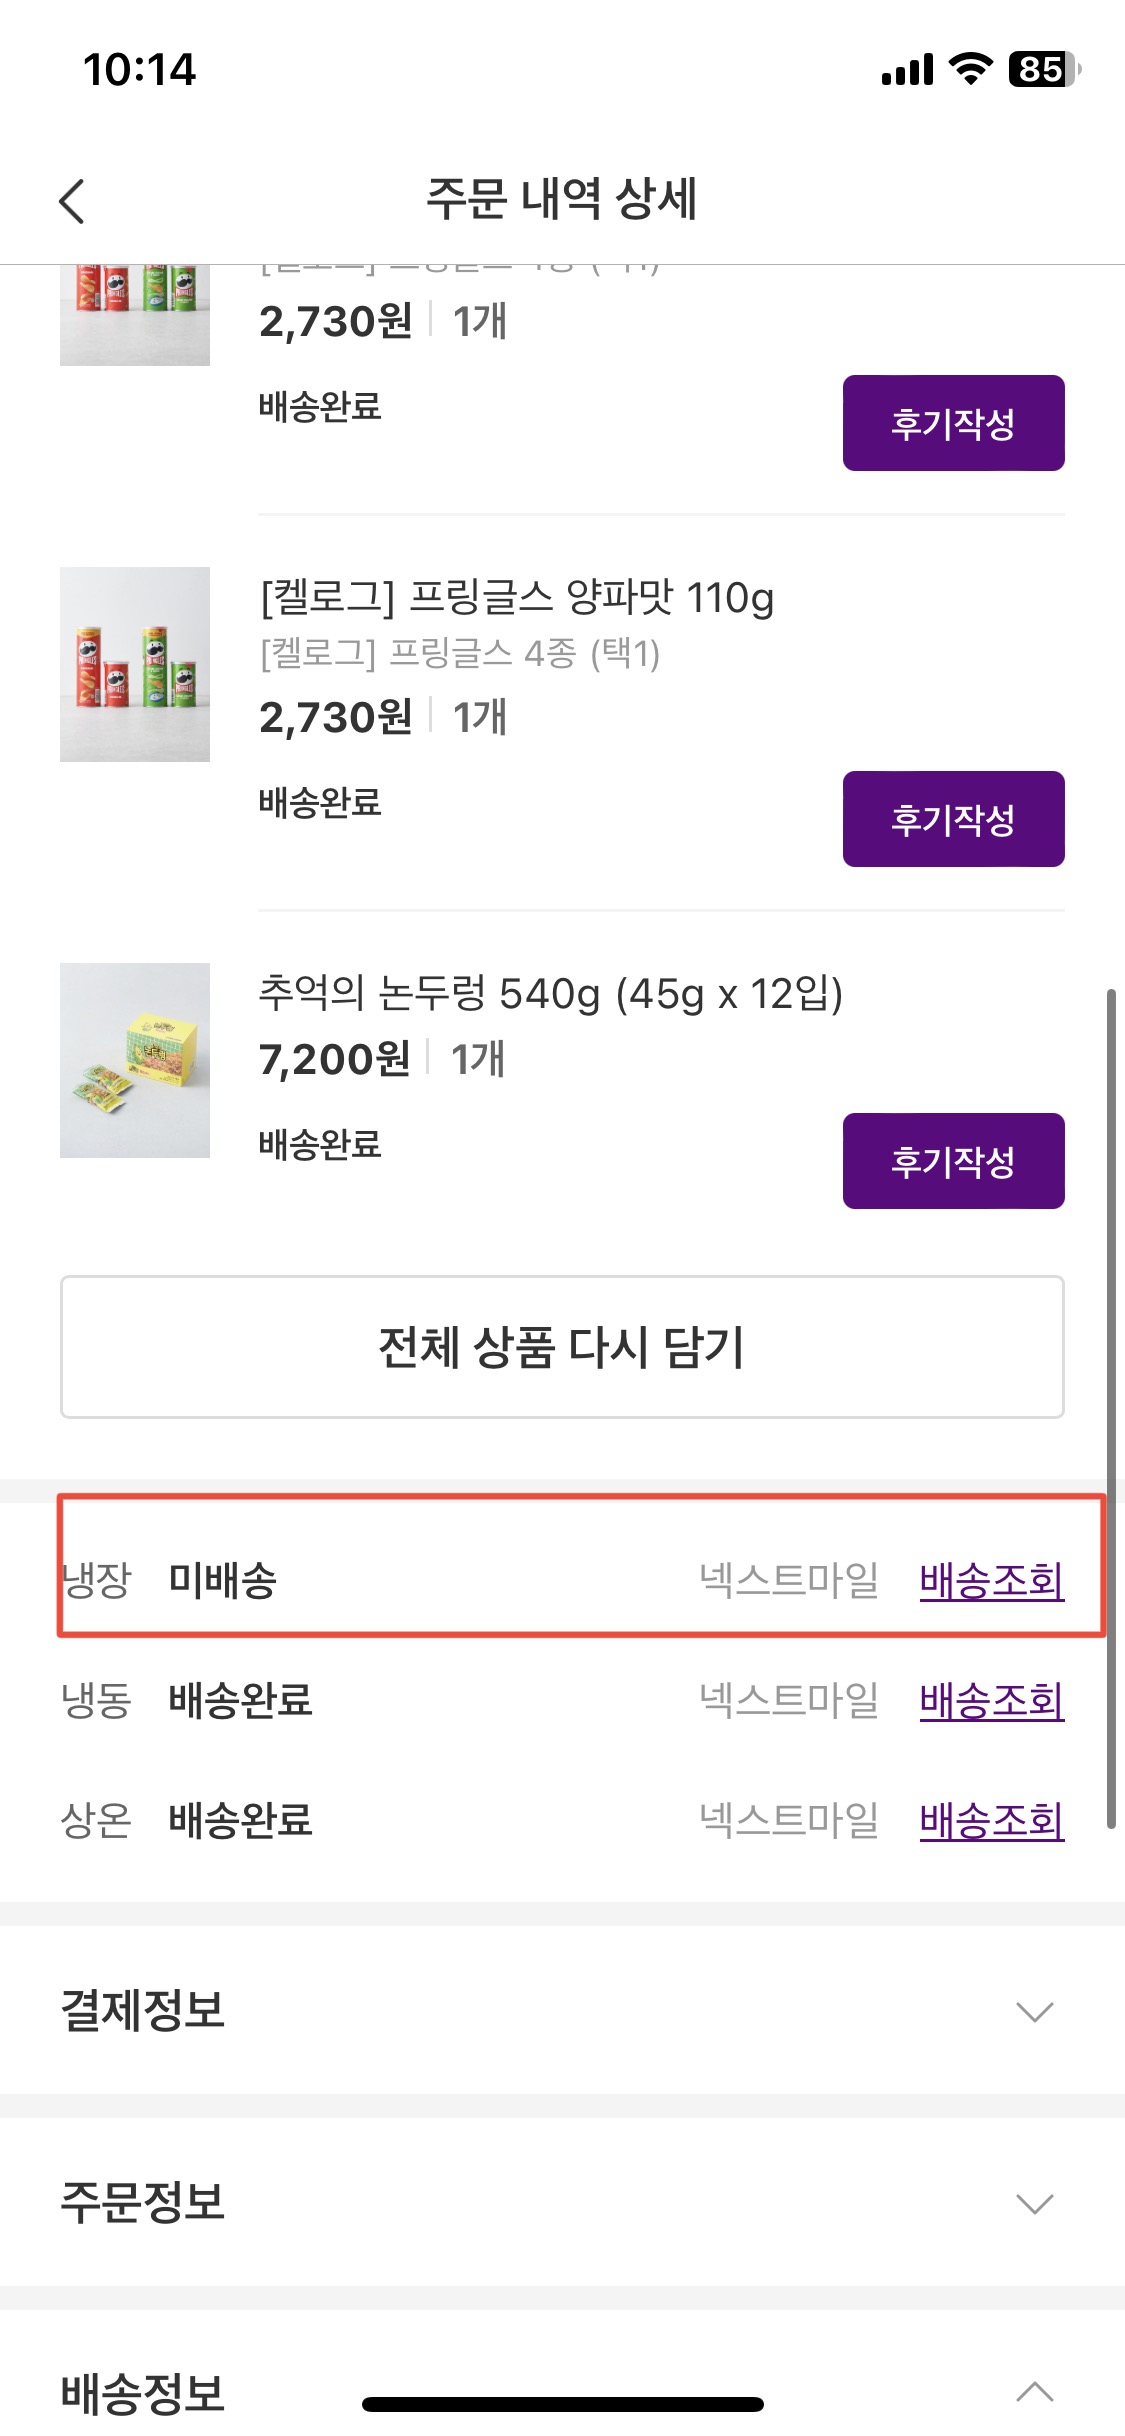 10:14
85
주문 내역 상세
2,730원 1개
배송완료
후기작성
[켈로그] 프링글스 양파맛 110g
[켈로그] 프링글스 4종 (택1)
2,730원 1개
배송완료
후기작성
추억의 논두렁 540g (45g x 12입)
7,200원 1개
배송완료
후기작성
전체 상품 다시 담기
냉장 미배송 넥스트마일 배송조회
냉동 배송완료 넥스트마일 배송조회
상온 배송완료 넥스트마일 배송조회
결제정보
주문정보
배송정보